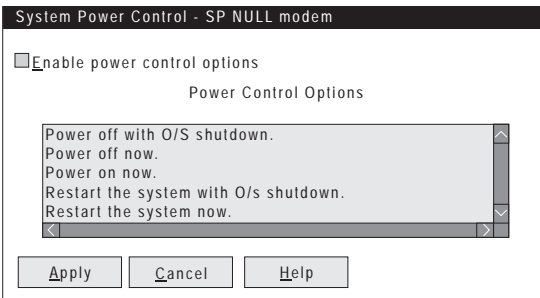 System Power Control - SP NULL modem
Enable power control options
Power Control Options
Power off with O/S shutdown.
Power off now.
Power on now.
Restart the system with O/s shutdown.
Restart the system now.
Apply Cancel Help